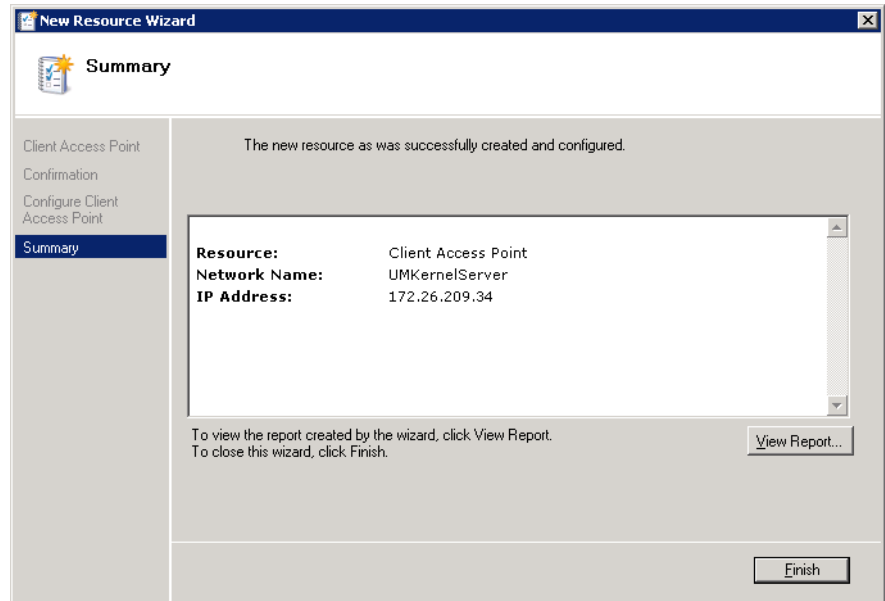 New Resource Wizard
Summary
Client Access Point
Confirmation
Configure Client
Access Point
Summary
The new resource as was successfully created and configured.
Resource: Client Access Point
Network Name: UMKernelServer
IP Address: 172.26.209.34
To view the report created by the wizard, click View Report.
To close this wizard, click Finish.
View Report...
Finish